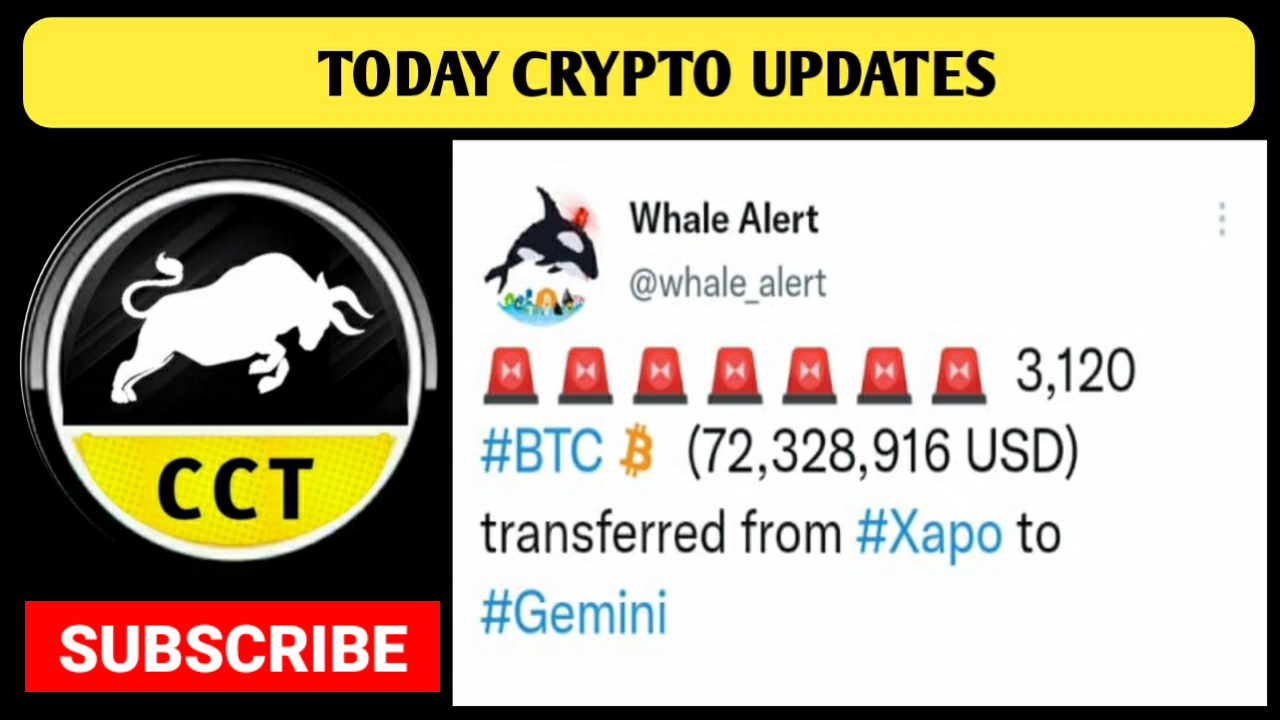 TODAY CRYPTO UPDATES
Whale Alert
@whale_alert
🚨🚨🚨🚨🚨🚨🚨 3,120
#BTC ₿ (72,328,916 USD)
transferred from #Xapo to
#Gemini
CCT
SUBSCRIBE